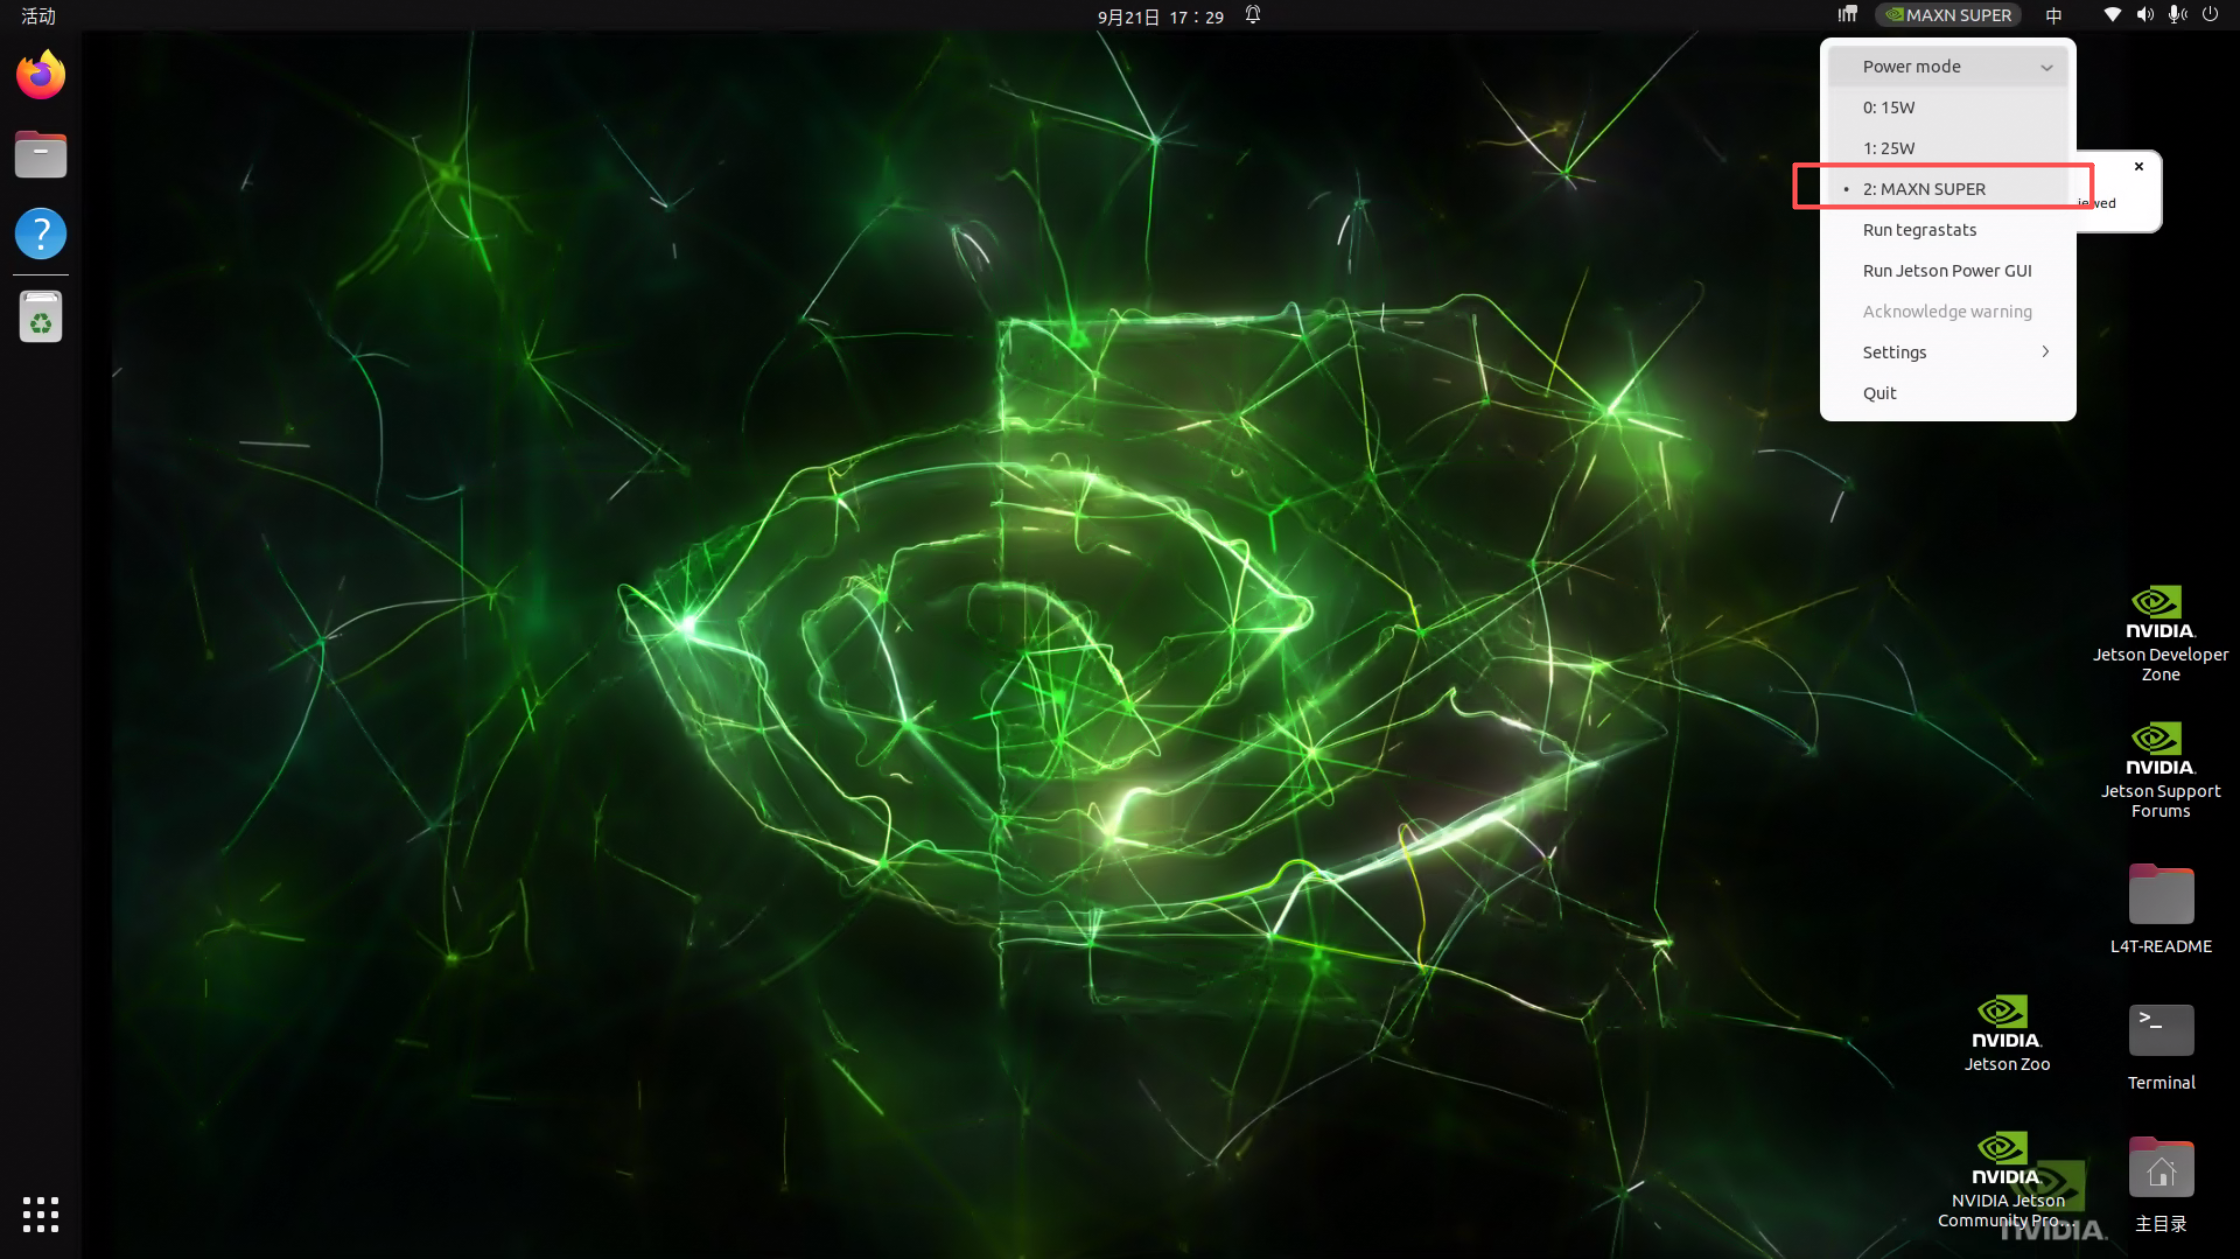 活动
9月21日 17：29
MAXN SUPER
中
Power mode
0: 15W
1: 25W
• 2: MAXN SUPER
Run tegrastats
Run Jetson Power GUI
Acknowledge warning
Settings
Quit
NVIDIA.
Jetson Developer
Zone
NVIDIA.
Jetson Support
Forums
L4T-README
NVIDIA.
Jetson Zoo
>_
Terminal
NVIDIA.
NVIDIA Jetson
Community Pro...
主目录
NVIDIA.